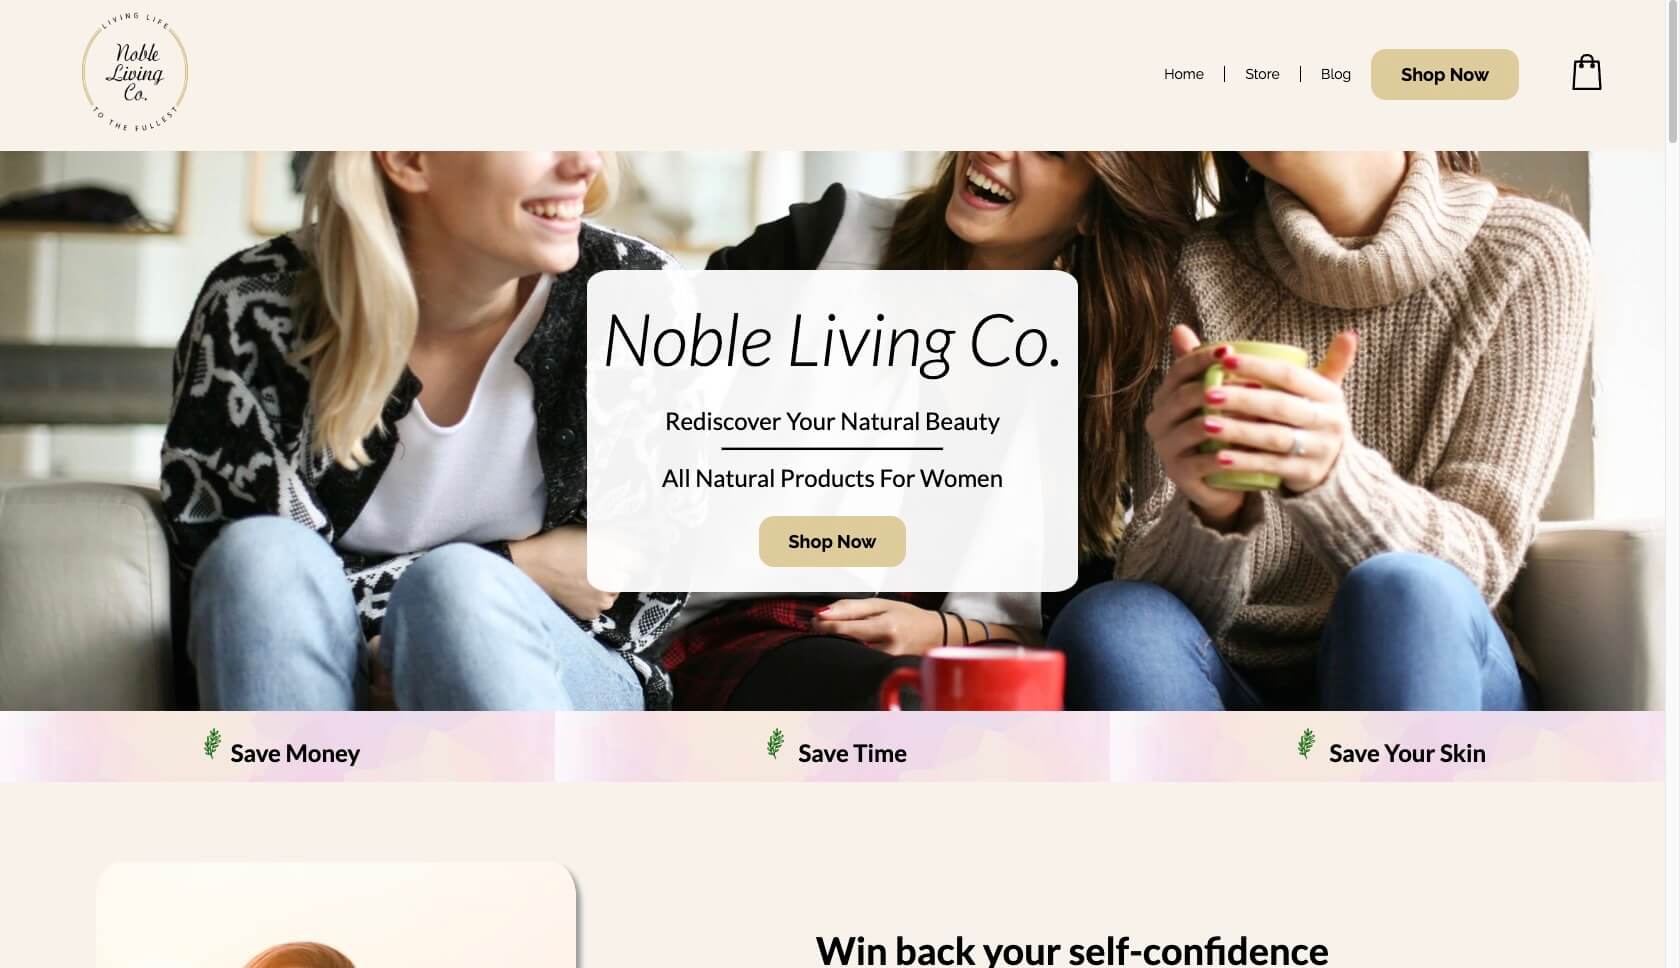 LIVING LIFE
Noble
Living
Co.
TO THE FULLEST
Home
Store
Blog
Shop Now
Noble Living Co.
Rediscover Your Natural Beauty
All Natural Products For Women
Shop Now
Save Money
Save Time
Save Your Skin
Win back your self-confidence